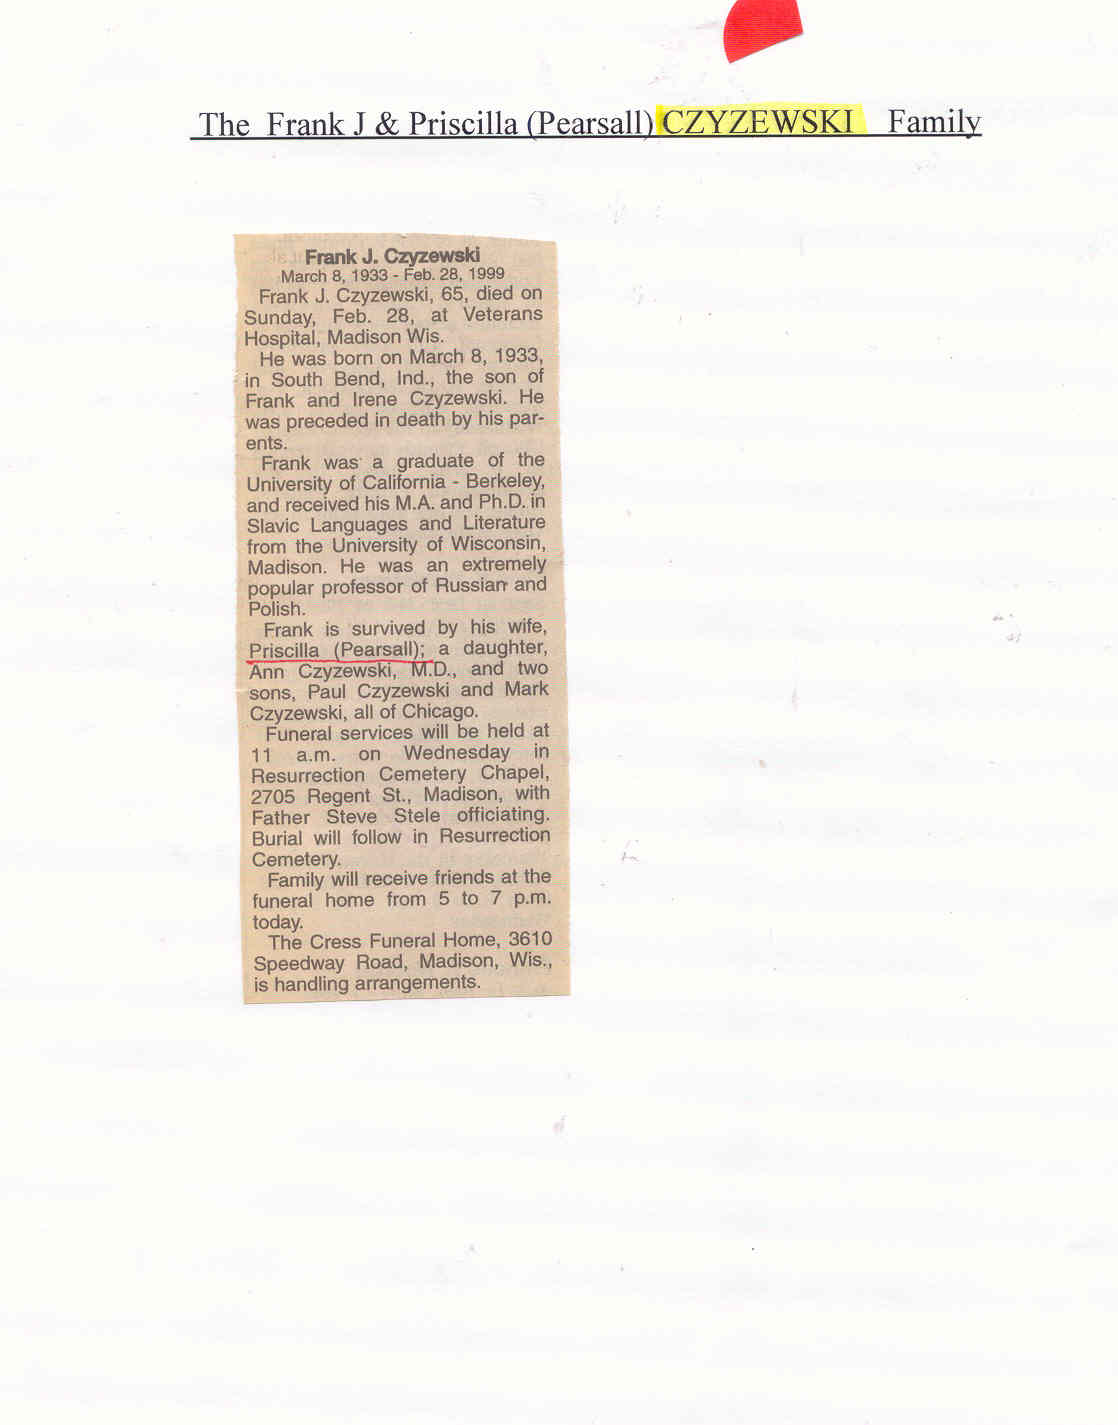 The Frank J & Priscilla (Pearsall) CZYZEWSKI Family
Frank J. Czyzewski
March 8, 1933 - Feb. 28, 1999
Frank J. Czyzewski, 65, died on
Sunday, Feb. 28, at Veterans
Hospital, Madison Wis.
He was born on March 8, 1933,
in South Bend, Ind., the son of
Frank and Irene Czyzewski. He
was preceded in death by his par-
ents.
Frank was a graduate of the
University of California - Berkeley,
and received his M.A. and Ph.D. in
Slavic Languages and Literature
from the University of Wisconsin,
Madison. He was an extremely
popular professor of Russian and
Polish.
Frank is survived by his wife,
Priscilla (Pearsall); a daughter,
Ann Czyzewski, M.D., and two
sons, Paul Czyzewski and Mark
Czyzewski, all of Chicago.
Funeral services will be held at
11 a.m. on Wednesday in
Resurrection Cemetery Chapel,
2705 Regent St., Madison, with
Father Steve Stele officiating.
Burial will follow in Resurrection
Cemetery.
Family will receive friends at the
funeral home from 5 to 7 p.m.
today.
The Cress Funeral Home, 3610
Speedway Road, Madison, Wis.,
is handling arrangements.